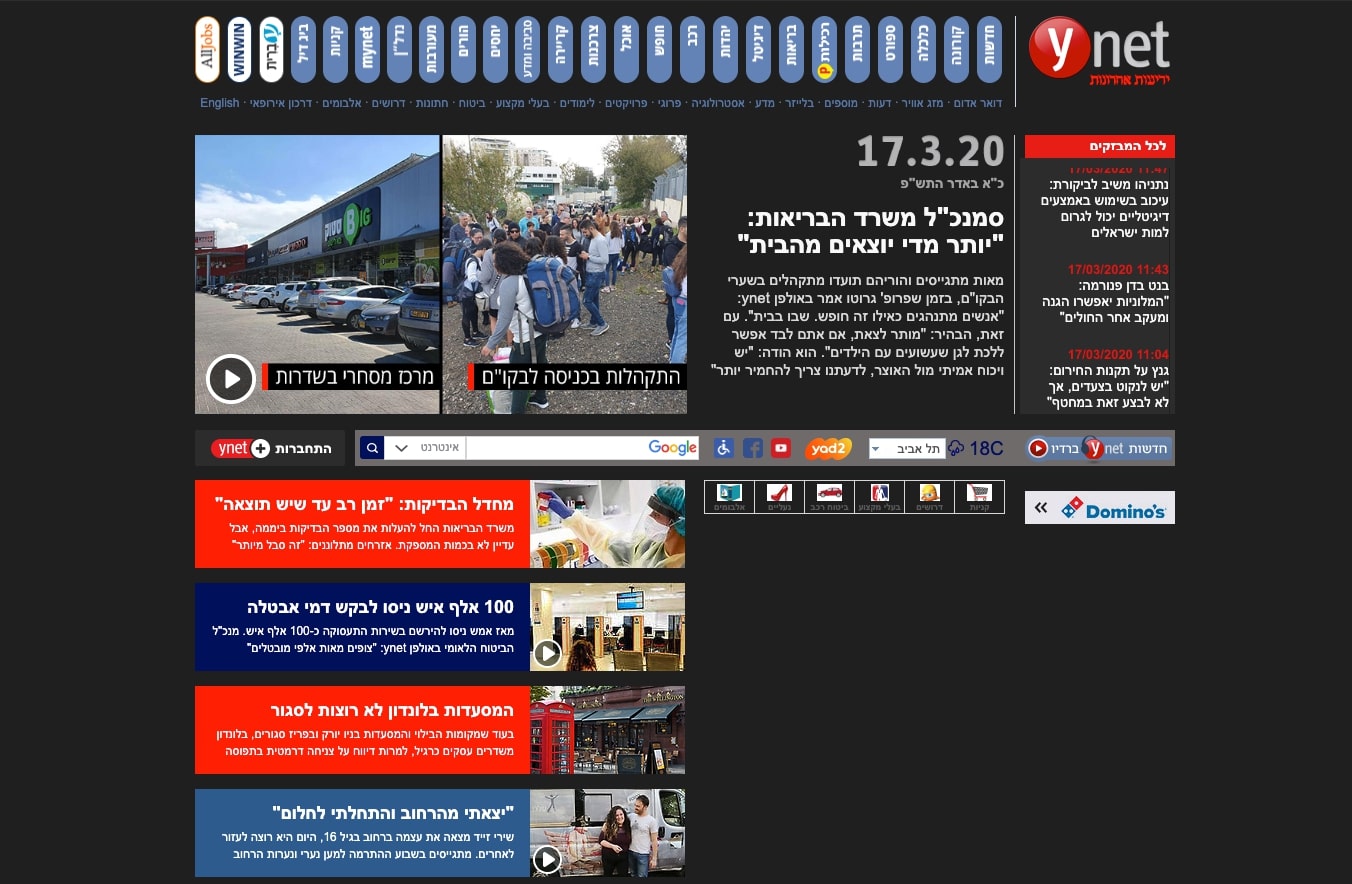 ynet
ידיעות אחרונות
חדשות
קורונה
כלכלה
ספורט
תרבות
רכילות
בריאות
דיגיטל
יהדות
רכב
חופש
אוכל
צרכנות
קריירה
סביבה ומדע
יחסים
הורים
מעורבות
נדל"ן
mynet
קניות
ביג דיל
עברית
WINWIN
AllJobs
דואר אדום · מזג אוויר · דעות · מוספים · בלייזר · מדע · אסטרולוגיה · פרוגי · פרויקטים · לימודים · בעלי מקצוע · ביטוח · חתונות · דרושים · אלבומים · דרכון אירופאי · English
לכל המבזקים
17/03/2020 11:47
נתניהו משיב לביקורת:
עיכוב בשימוש באמצעים
דיגיטליים יכול לגרום
למות ישראלים
17/03/2020 11:43
בנט בדן פנורמה:
"המלוניות יאפשרו הגנה
ומעקב אחר החולים"
17/03/2020 11:04
גנץ על תקנות החירום:
"יש לנקוט בצעדים, אך
לא לבצע זאת במחטף"
17.3.20
כ"א באדר התש"פ
סמנכ"ל משרד הבריאות:
"יותר מדי יוצאים מהבית"
מאות מתגייסים והוריהם תועדו מתקהלים בשערי
הבקו"ם, בזמן שפרופ' גרוטו אמר באולפן ynet:
"אנשים מתנהגים כאילו זה חופש. שבו בבית". עם
זאת, הבהיר: "מותר לצאת, אם אתם לבד אפשר
ללכת לגן שעשועים עם הילדים". הוא הודה: "יש
ויכוח אמיתי מול האוצר, לדעתנו צריך להחמיר יותר"
התקהלות בכניסה לבקו"ם
BIG
מרכז מסחרי בשדרות
חדשות ynet ברדיו
18C
תל אביב
yad2
Google
אינטרנט
התחברות
ynet+
Domino's
קניות
דרושים
בעלי מקצוע
ביטוח רכב
נעליים
אלבומים
מחדל הבדיקות: "זמן רב עד שיש תוצאה"
משרד הבריאות החל להעלות את מספר הבדיקות ביממה, אבל
עדיין לא בכמות המספקת. אזרחים מתלוננים: "זה סבל מיותר"
100 אלף איש ניסו לבקש דמי אבטלה
מאז אמש ניסו להירשם בשירות התעסוקה כ-100 אלף איש. מנכ"ל
הביטוח הלאומי באולפן ynet: "צופים מאות אלפי מובטלים"
המסעדות בלונדון לא רוצות לסגור
בעוד שמקומות הבילוי והמסעדות בניו יורק ובפריז סגורים, בלונדון
משדרים עסקים כרגיל, למרות דיווח על צניחה דרמטית בתפוסה
THE WELLINGTON
"יצאתי מהרחוב והתחלתי לחלום"
שירי זייד מצאה את עצמה ברחוב בגיל 16, היום היא רוצה לעזור
לאחרים. מתגייסים בשבוע ההתרמה למען נערי ונערות הרחוב